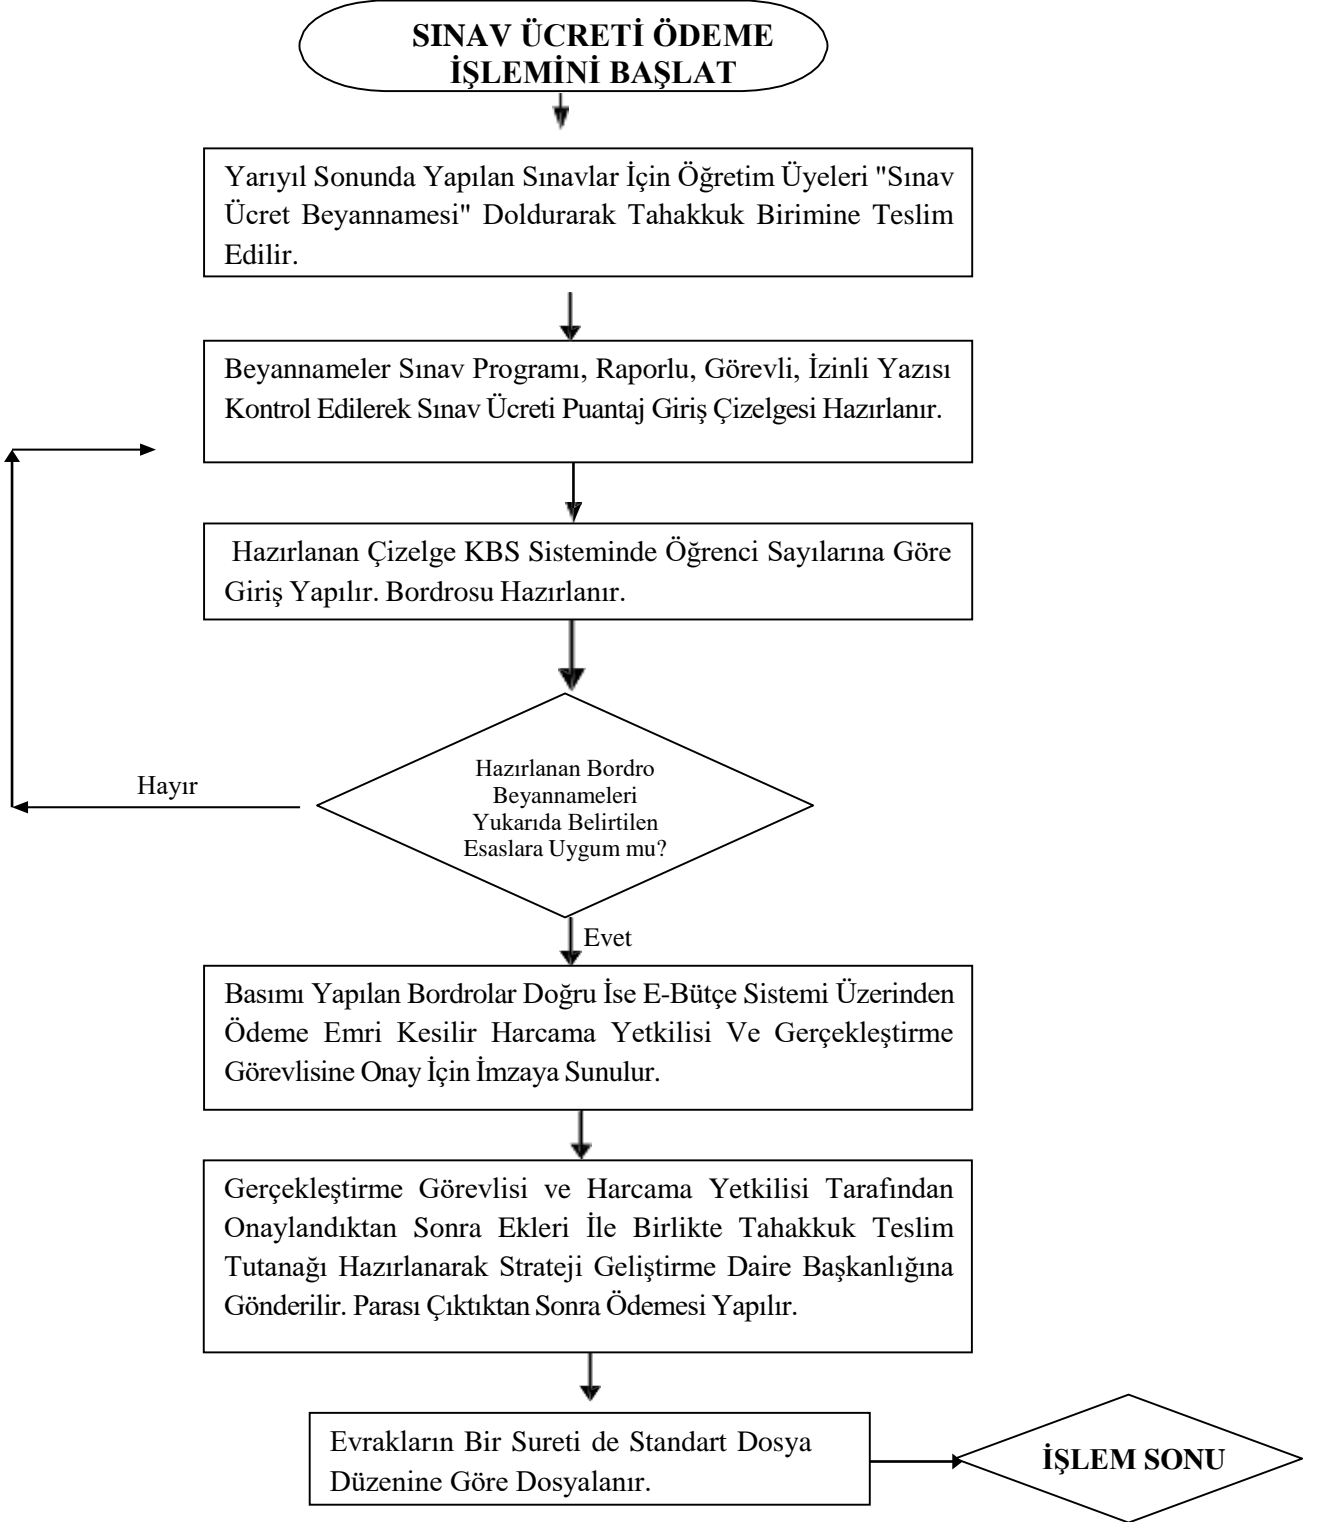 SINAV ÜCRETİ ÖDEME
İŞLEMİNİ BAŞLAT
Yarıyıl Sonunda Yapılan Sınavlar İçin Öğretim Üyeleri "Sınav
Ücret Beyannamesi" Doldurarak Tahakkuk Birimine Teslim
Edilir.
Beyannameler Sınav Programı, Raporlu, Görevli, İzinli Yazısı
Kontrol Edilerek Sınav Ücreti Puantaj Giriş Çizelgesi Hazırlanır.
Hazırlanan Çizelge KBS Sisteminde Öğrenci Sayılarına Göre
Giriş Yapılır. Bordrosu Hazırlanır.
Hazırlanan Bordro
Beyannameleri
Yukarıda Belirtilen
Esaslara Uygum mu?
Hayır
Evet
Basımı Yapılan Bordrolar Doğru İse E-Bütçe Sistemi Üzerinden
Ödeme Emri Kesilir Harcama Yetkilisi Ve Gerçekleştirme
Görevlisine Onay İçin İmzaya Sunulur.
Gerçekleştirme Görevlisi ve Harcama Yetkilisi Tarafından
Onaylandıktan Sonra Ekleri İle Birlikte Tahakkuk Teslim
Tutanağı Hazırlanarak Strateji Geliştirme Daire Başkanlığına
Gönderilir. Parası Çıktıktan Sonra Ödemesi Yapılır.
Evrakların Bir Sureti de Standart Dosya
Düzenine Göre Dosyalanır.
İŞLEM SONU